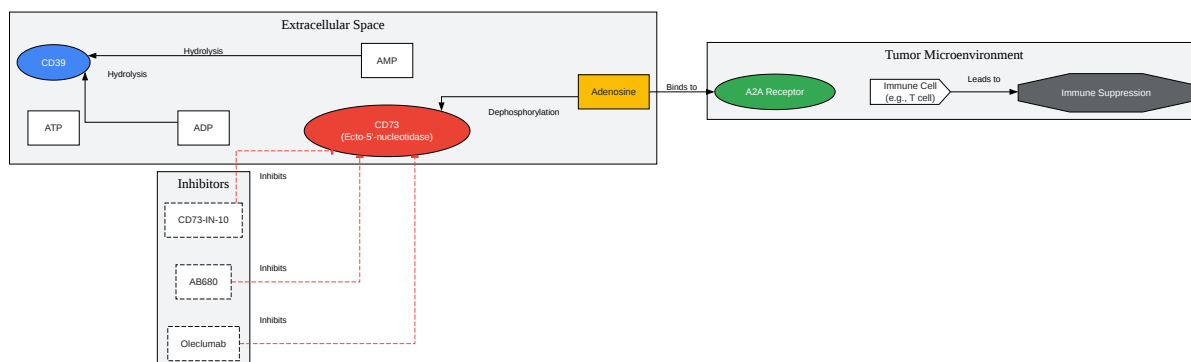 Extracellular Space
CD39
Hydrolysis
AMP
Hydrolysis
ATP
ADP
CD73
(Ecto-5'-nucleotidase)
Dephosphorylation
Adenosine
Binds to
Tumor Microenvironment
A2A Receptor
Immune Cell
(e.g., T cell)
Leads to
Immune Suppression
Inhibitors
Inhibits
CD73-IN-10
Inhibits
AB680
Inhibits
Oleclumab